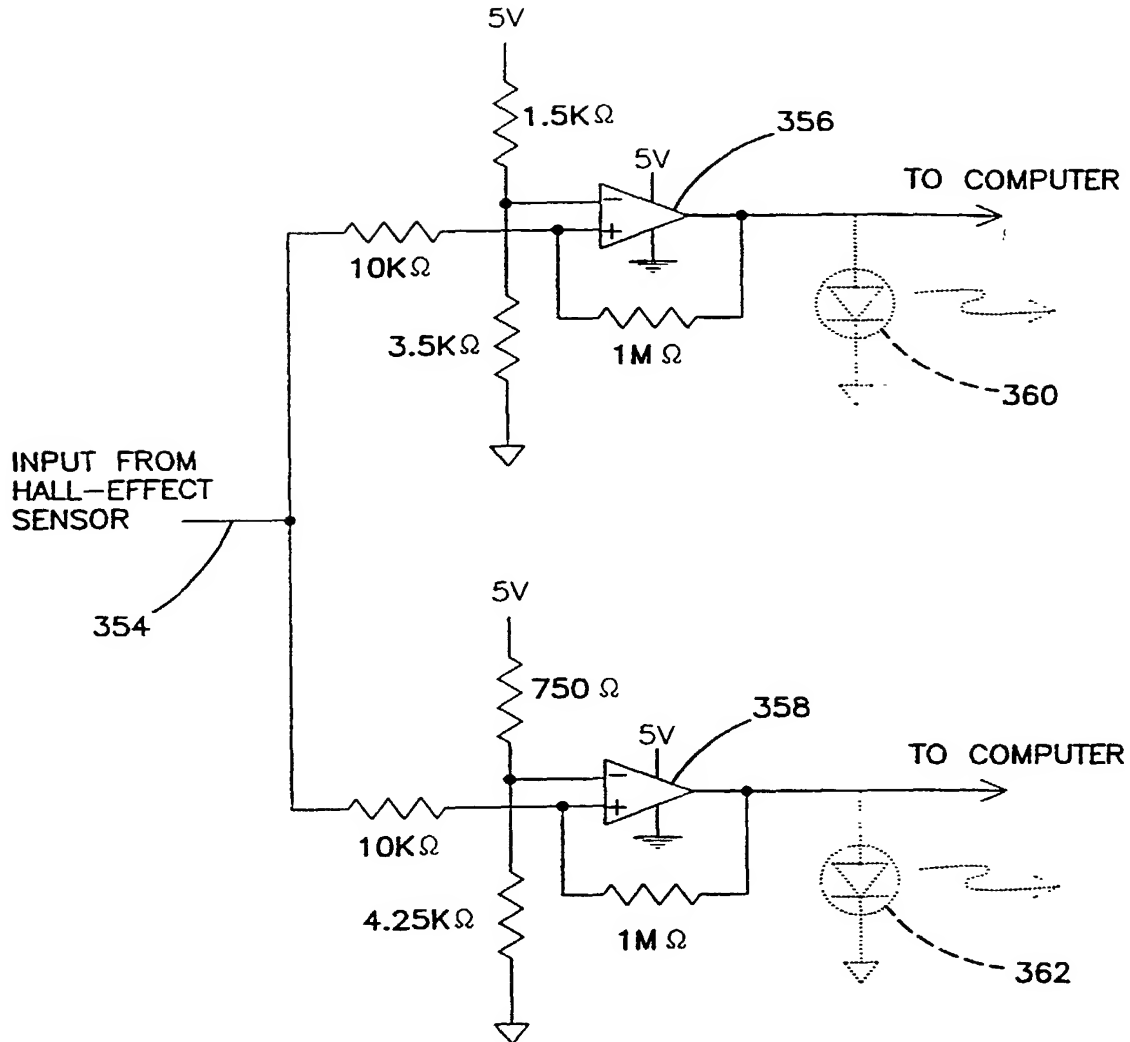 5V
1.5KΩ
356
5V
TO COMPUTER
−
+
10KΩ
3.5KΩ
1M Ω
360
INPUT FROM
HALL-EFFECT
SENSOR
354
5V
750 Ω
358
5V
TO COMPUTER
−
+
10KΩ
4.25KΩ
1M Ω
362